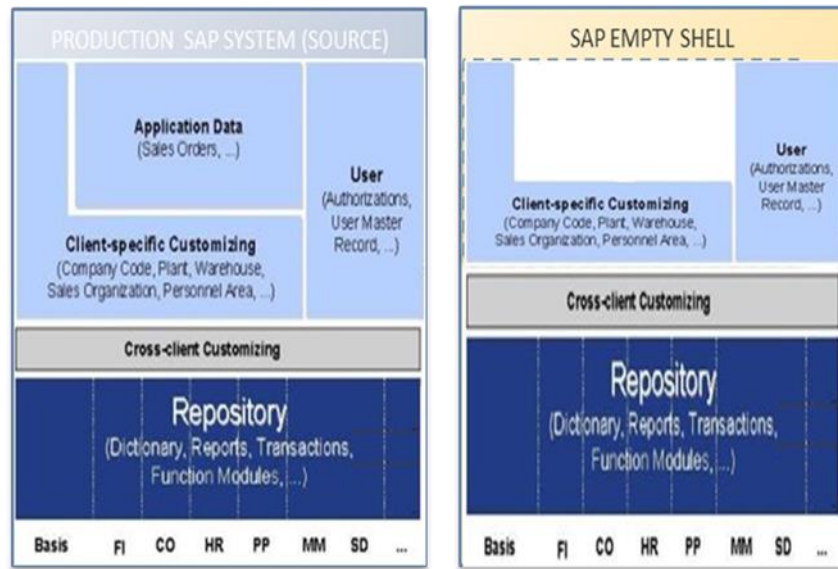 PRODUCTION SAP SYSTEM (SOURCE)
Application Data
(Sales Orders, ...)
User
(Authorizations,
User Master
Record, ...)
Client-specific Customizing
(Company Code, Plant, Warehouse,
Sales Organization, Personnel Area, ...)
Cross-client Customizing
Repository
(Dictionary, Reports, Transactions,
Function Modules, ...)
Basis FI CO HR PP MM SD ...
SAP EMPTY SHELL
User
(Authorizations,
User Master
Record, ...)
Client-specific Customizing
(Company Code, Plant, Warehouse,
Sales Organization, Personnel Area, ...)
Cross-client Customizing
Repository
(Dictionary, Reports, Transactions,
Function Modules, ...)
Basis FI CO HR PP MM SD ...